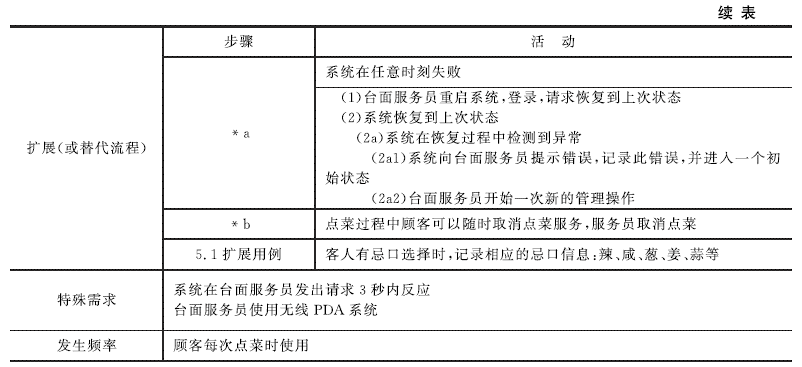 续 表
步骤 活 动
系统在任意时刻失败
(1)台面服务员重启系统,登录,请求恢复到上次状态
(2)系统恢复到上次状态
(2a)系统在恢复过程中检测到异常
扩展(或替代流程) *a
(2a1)系统向台面服务员提示错误,记录此错误,并进入一个初
始状态
(2a2)台面服务员开始一次新的管理操作
*b 点菜过程中顾客可以随时取消点菜服务,服务员取消点菜
5.1扩展用例 客人有忌口选择时,记录相应的忌口信息:辣、咸、葱、姜、蒜等
特殊需求 系统在台面服务员发出请求3秒内反应
台面服务员使用无线PDA系统
发生频率 顾客每次点菜时使用